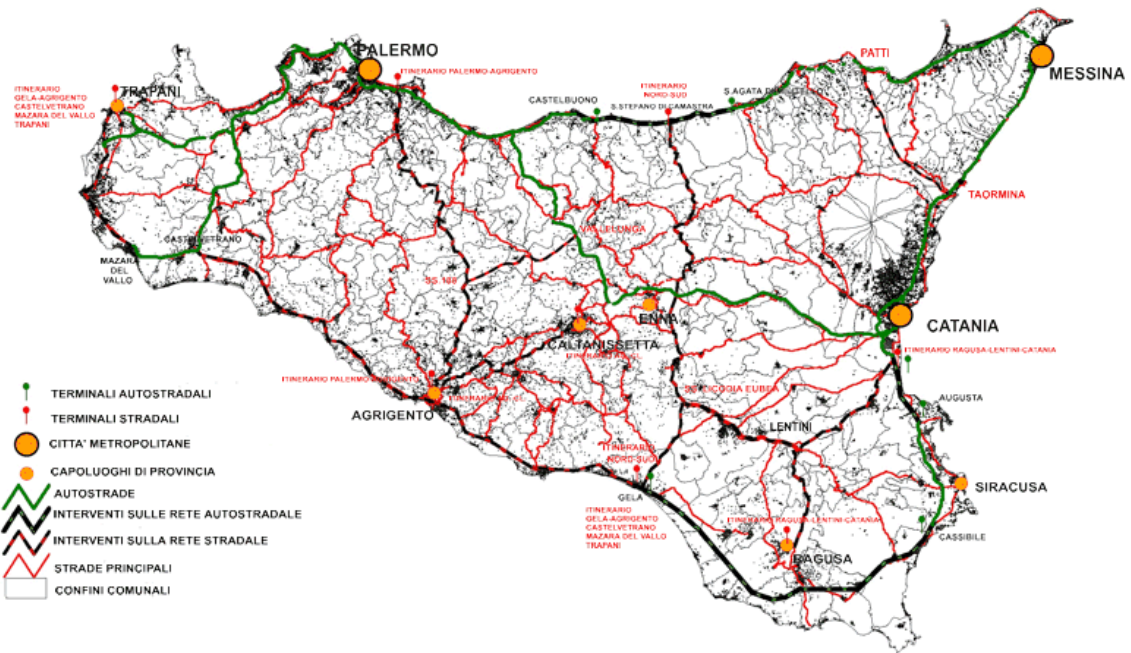 PALERMO
ITINERARIO PALERMO-AGRIGENTO
PATTI
MESSINA
ITINERARIO
GELA-AGRIGENTO
CASTELVETRANO
MAZARA DEL VALLO
TRAPANI
TRAPANI
ITINERARIO
NORD-SUD
CASTELBUONO
S.STEFANO DI CAMASTRA
TAORMINA
VALLELONGA
CASTELVETRANO
MAZARA
DEL
VALLO
ENNA
CATANIA
CALTANISSETTA
ITINERARIO RAGUSA-LENTINI-CATANIA
AGRIGENTO
AUGUSTA
LENTINI
ITINERARIO
NORD-SUD
SIRACUSA
GELA
ITINERARIO
GELA-AGRIGENTO
CASTELVETRANO
MAZARA DEL VALLO
TRAPANI
ITINERARIO RAGUSA-LENTINI-CATANIA
CASSIBILE
RAGUSA
TERMINALI AUTOSTRADALI
TERMINALI STRADALI
CITTA' METROPOLITANE
CAPOLUOGHI DI PROVINCIA
AUTOSTRADE
INTERVENTI SULLE RETE AUTOSTRADALE
INTERVENTI SULLA RETE STRADALE
STRADE PRINCIPALI
CONFINI COMUNALI